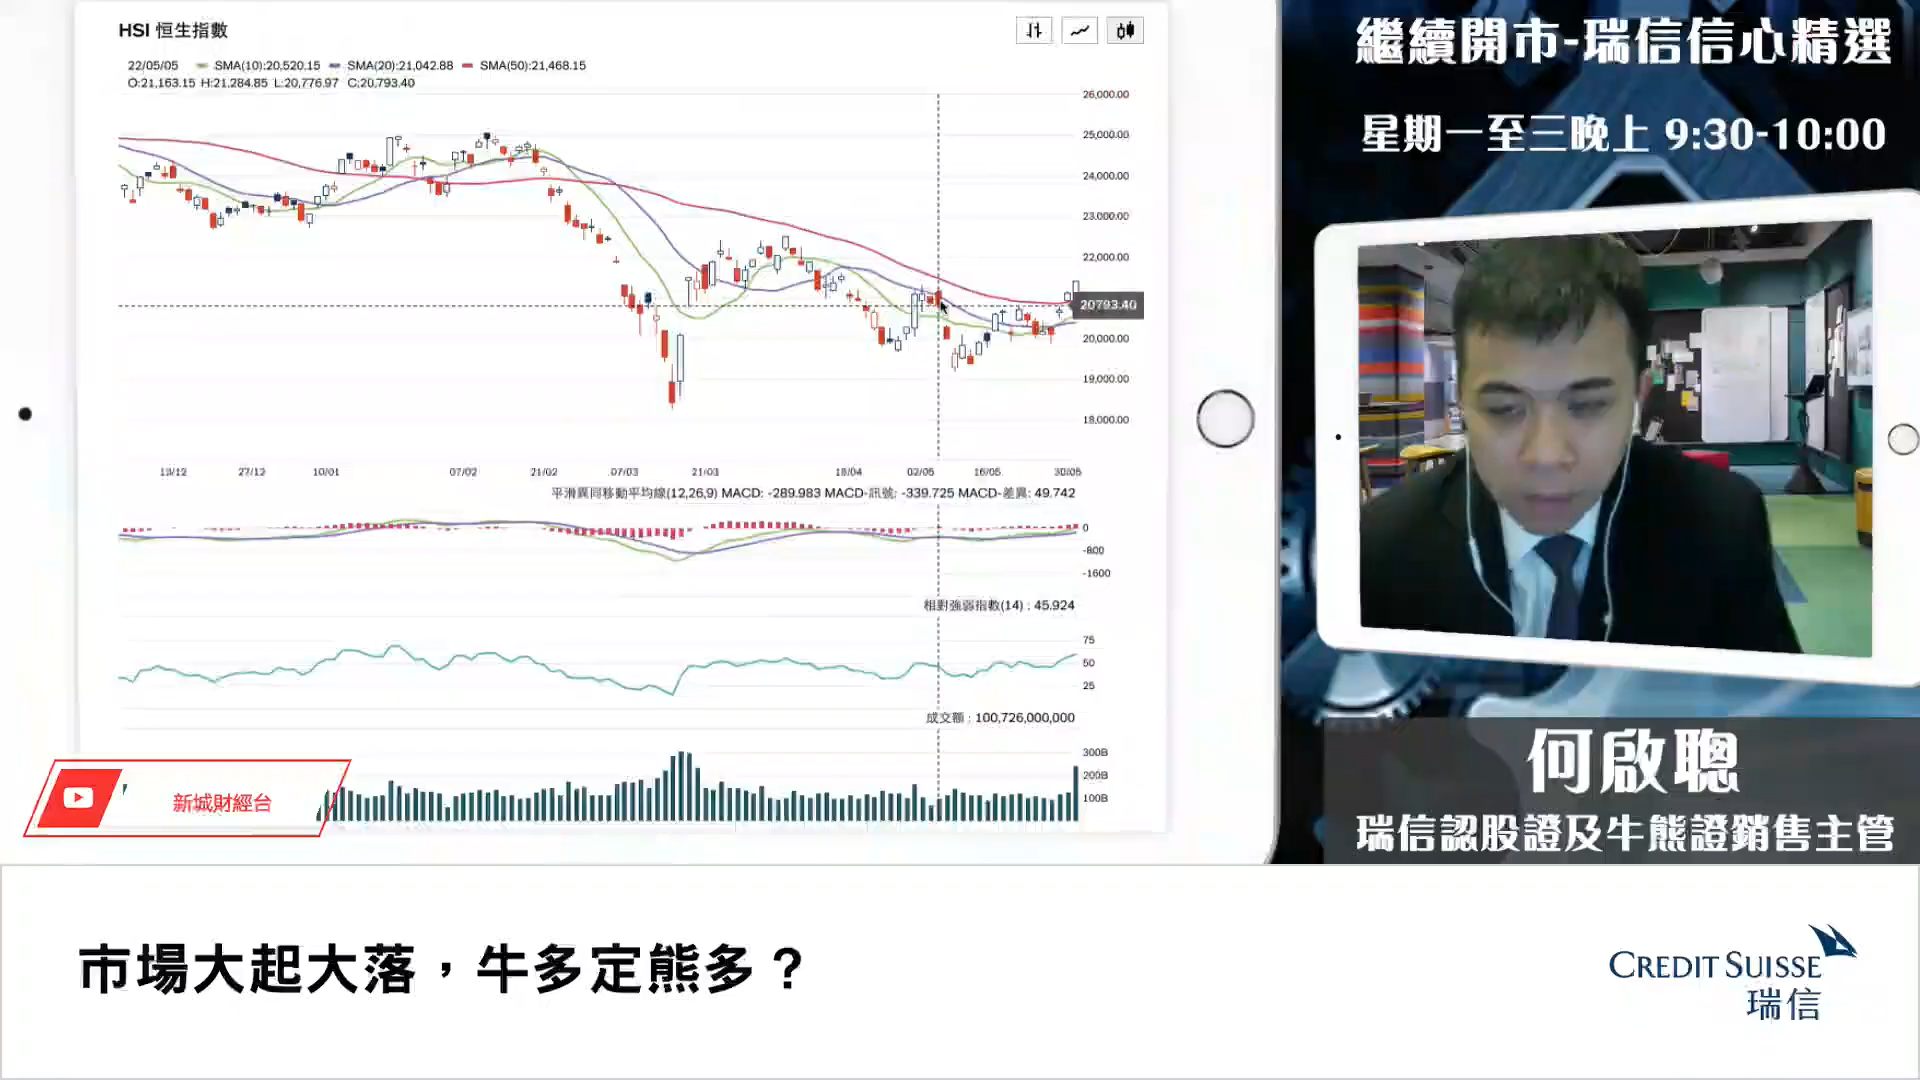 HSI 恒生指數
22/05/05 SMA(10):20,520.15 SMA(20):21,042.88 SMA(50):21,468.15
O:21,163.15 H:21,284.85 L:20,776.97 C:20,793.40
26,000.00
25,000.00
24,000.00
23,000.00
22,000.00
20793.40
20,000.00
19,000.00
18,000.00
13/12 27/12 10/01 07/02 21/02 07/03 21/03 18/04 03/05 16/05 30/05
平滑異同移動平均線(12,26,9) MACD: -289.983 MACD-訊號: -339.725 MACD-差異: 49.742
0
-800
-1600
相對強弱指數(14) : 45.924
75
50
25
成交額 : 100,726,000,000
300B
200B
100B
新城財經台
繼續開市-瑞信信心精選
星期一至三晚上 9:30-10:00
何啟聰
瑞信認股證及牛熊證銷售主管
市場大起大落，牛多定熊多？
CREDIT SUISSE
瑞信